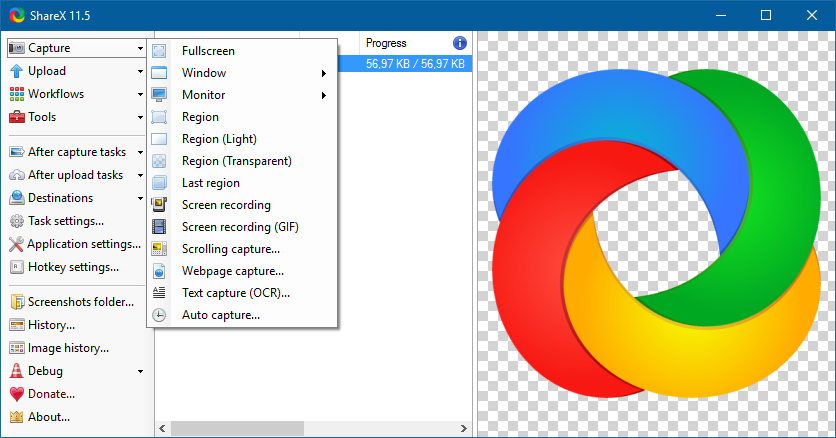 ShareX 11.5
Capture
Upload
Workflows
Tools
After capture tasks
After upload tasks
Destinations
Task settings...
Application settings...
Hotkey settings...
Screenshots folder...
History...
Image history...
Debug
Donate...
About...
Fullscreen
Window
Monitor
Region
Region (Light)
Region (Transparent)
Last region
Screen recording
Screen recording (GIF)
Scrolling capture...
Webpage capture...
Text capture (OCR)...
Auto capture...
Progress
56,97 KB / 56,97 KB